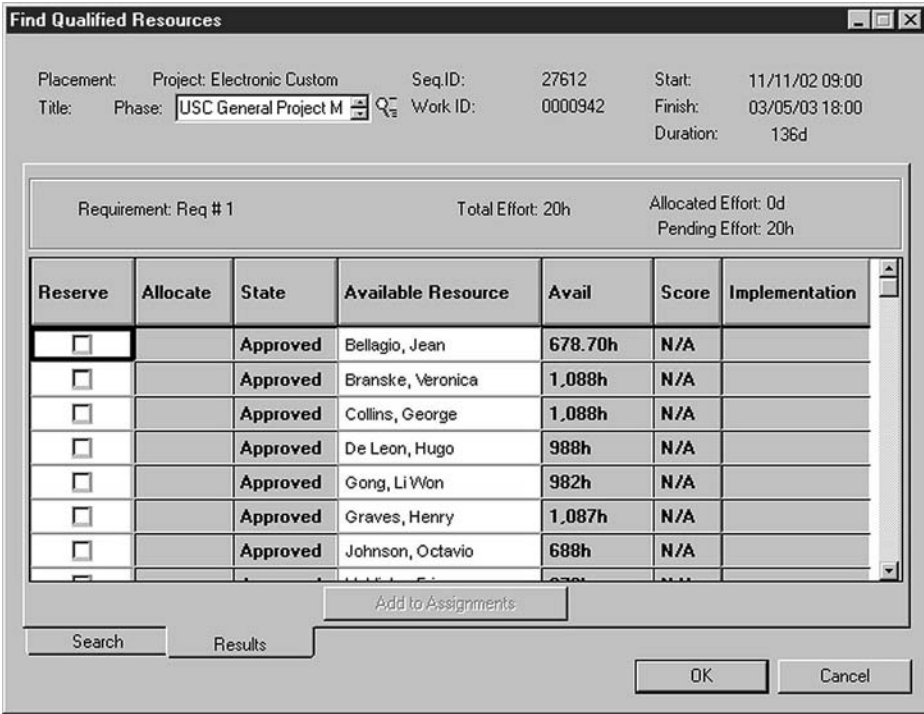 Find Qualified Resources
Placement: Project: Electronic Custom Seq.ID: 27612 Start: 11/11/02 09:00
Title: Phase: USC General Project M Work ID: 0000942 Finish: 03/05/03 18:00
Duration: 136d
Requirement: Req # 1 Total Effort: 20h Allocated Effort: 0d
Pending Effort: 20h
Reserve Allocate State Available Resource Avail Score Implementation
Approved Bellagio, Jean 678.70h N/A
Approved Branske, Veronica 1,088h N/A
Approved Collins, George 1,088h N/A
Approved De Leon, Hugo 988h N/A
Approved Gong, Li Won 982h N/A
Approved Graves, Henry 1,087h N/A
Approved Johnson, Octavio 688h N/A
Add to Assignments
Search Results
OK Cancel